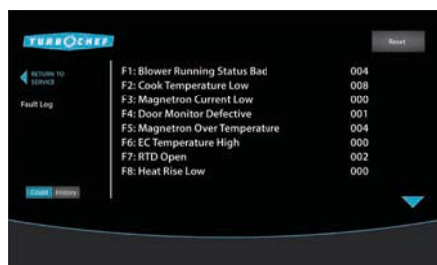 TURBOCHEF
Reset
RETURN TO
SERVICE
Fault Log
F1: Blower Running Status Bad 004
F2: Cook Temperature Low 008
F3: Magnetron Current Low 000
F4: Door Monitor Defective 001
F5: Magnetron Over Temperature 004
F6: EC Temperature High 000
F7: RTD Open 002
F8: Heat Rise Low 000
Count History